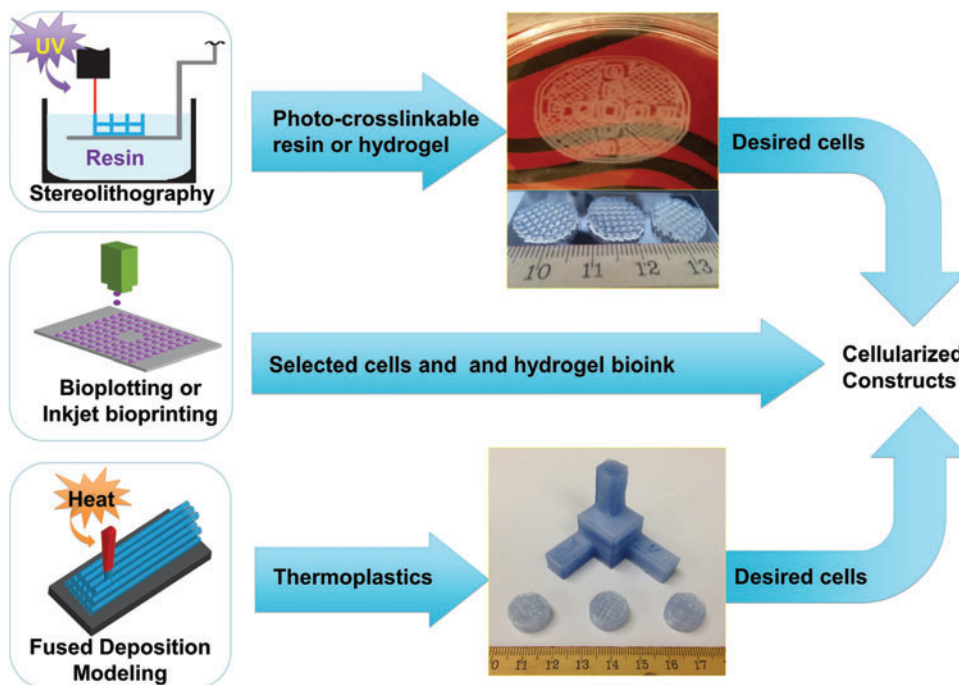 UV
Resin
Stereolithography
Photo-crosslinkable
resin or hydrogel
10 11 12 13
Desired cells
Bioplotting or
Inkjet bioprinting
Selected cells and and hydrogel bioink
Cellularized
Constructs
Heat
Fused Deposition
Modeling
Thermoplastics
10 11 12 13 14 15 16 17
Desired cells